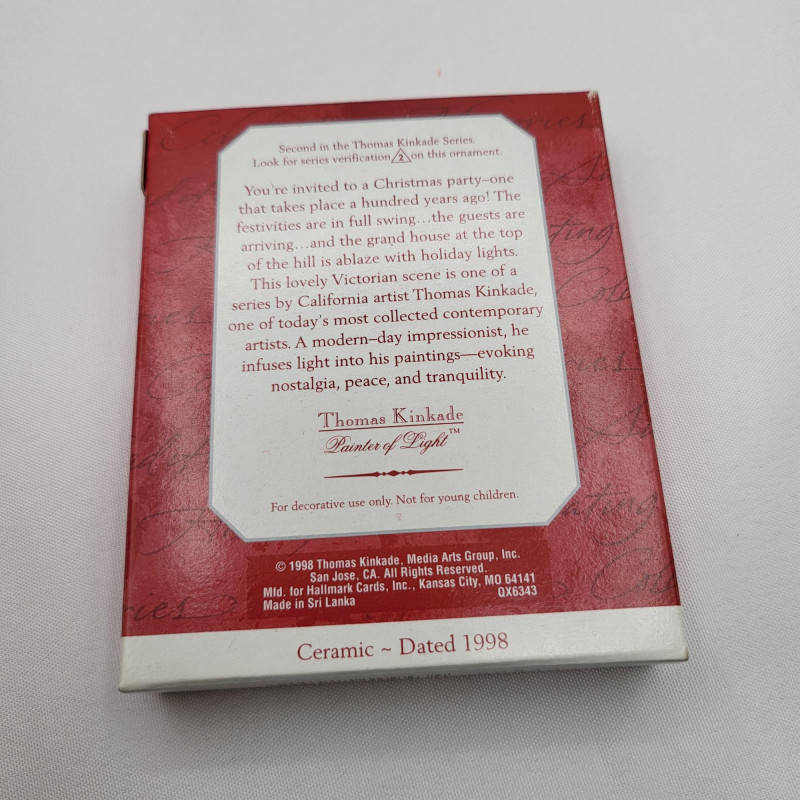 Second in the Thomas Kinkade Series.
Look for series verification 2 on this ornament.
You're invited to a Christmas party–one
that takes place a hundred years ago! The
festivities are in full swing...the guests are
arriving...and the grand house at the top
of the hill is ablaze with holiday lights.
This lovely Victorian scene is one of a
series by California artist Thomas Kinkade,
one of today's most collected contemporary
artists. A modern–day impressionist, he
infuses light into his paintings—evoking
nostalgia, peace, and tranquility.
Thomas Kinkade
Painter of Light™
For decorative use only. Not for young children.
© 1998 Thomas Kinkade, Media Arts Group, Inc.
San Jose, CA. All Rights Reserved.
Mfd. for Hallmark Cards, Inc., Kansas City, MO 64141
Made in Sri Lanka QX6343
Ceramic ~ Dated 1998